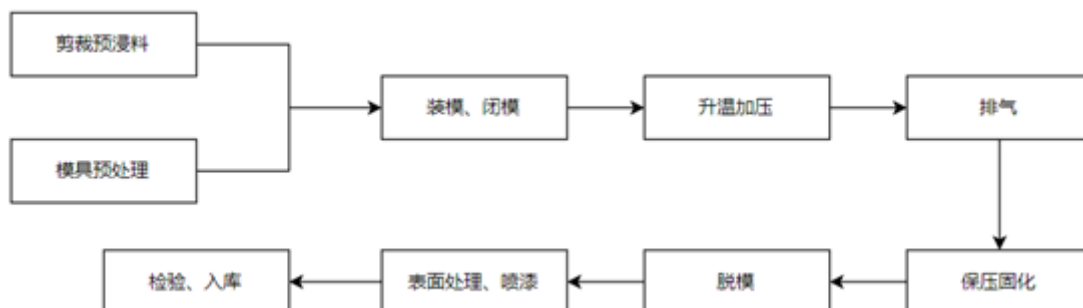 剪裁预浸料
模具预处理
装模、闭模
升温加压
排气
保压固化
脱模
表面处理、喷漆
检验、入库